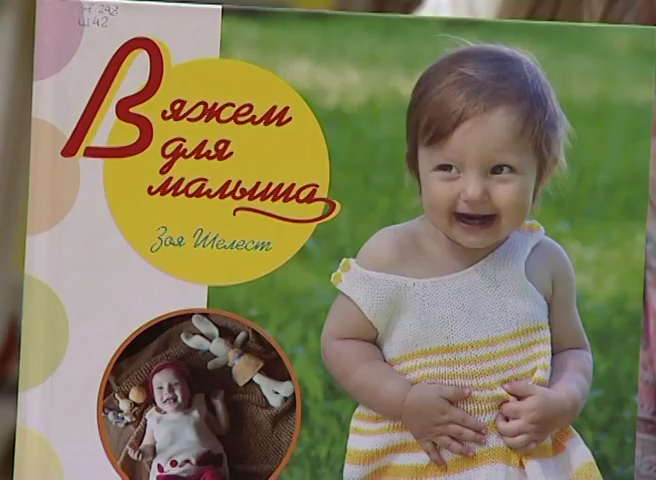 Вяжем
для
малыша
Зоя Шелест